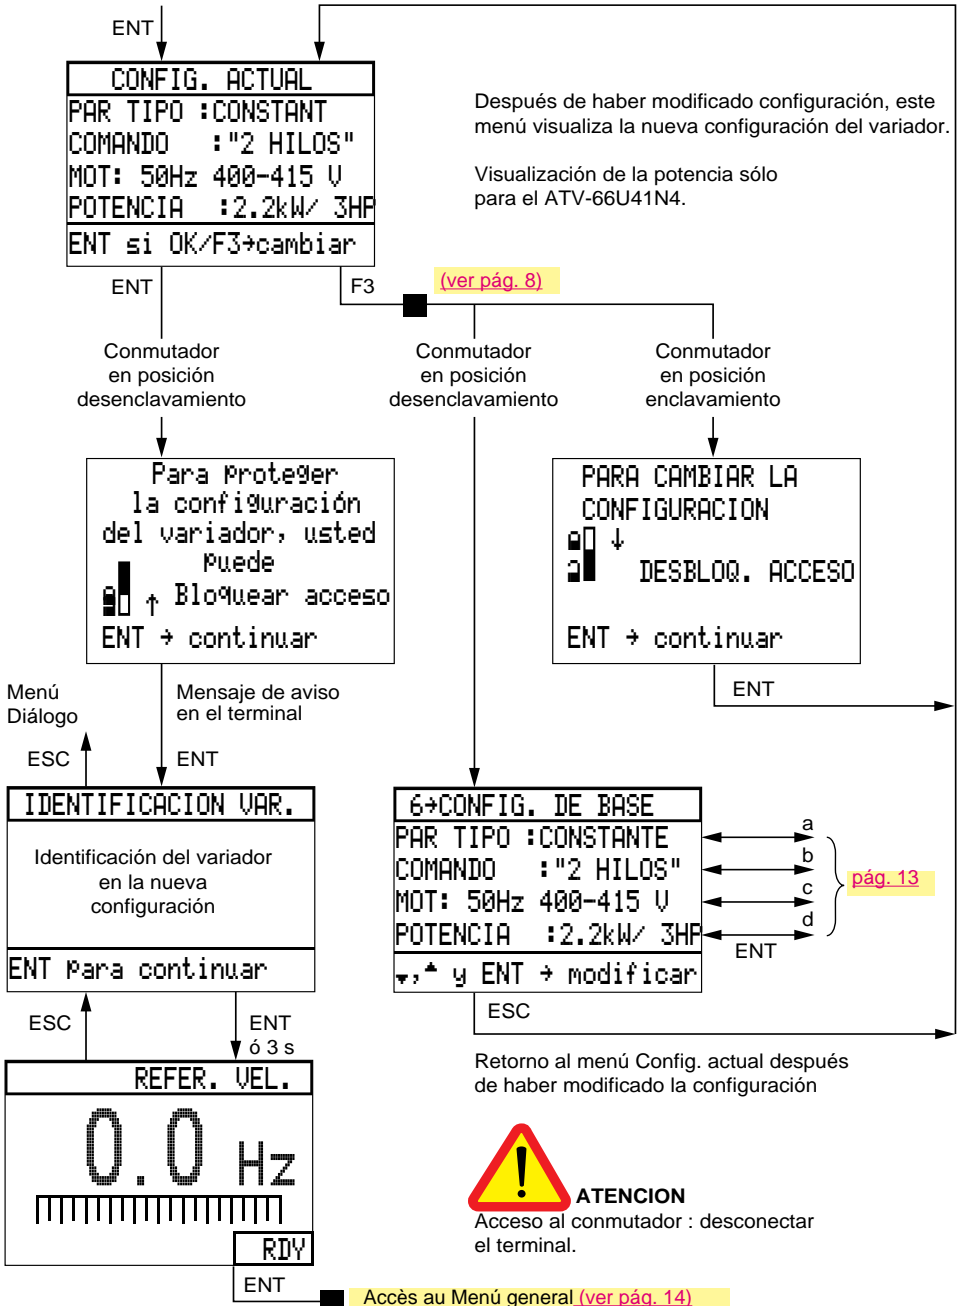 ENT
CONFIG. ACTUAL
PAR TIPO :CONSTANT
COMANDO :"2 HILOS"
MOT: 50Hz 400-415 V
POTENCIA :2.2kW/ 3HP
ENT si OK/F3→cambiar
Después de haber modificado configuración, este
menú visualiza la nueva configuración del variador.
Visualización de la potencia sólo
para el ATV-66U41N4.
ENT
F3
(ver pág. 8)
Conmutador
en posición
desenclavamiento
Conmutador
en posición
desenclavamiento
Conmutador
en posición
enclavamiento
Para proteger
la configuración
del variador, usted
puede
↑ Bloquear acceso
ENT → continuar
PARA CAMBIAR LA
CONFIGURACION
↓
DESBLOQ. ACCESO
ENT → continuar
ENT
Menú
Diálogo
Mensaje de aviso
en el terminal
ESC
ENT
IDENTIFICACION VAR.
Identificación del variador
en la nueva
configuración
ENT para continuar
6→CONFIG. DE BASE
PAR TIPO :CONSTANTE
COMANDO :"2 HILOS"
MOT: 50Hz 400-415 V
POTENCIA :2.2kW/ 3HP
▼,▲ y ENT → modificar
a
b
c
d
pág. 13
ENT
ESC
ESC
ENT
ó 3 s
Retorno al menú Config. actual después
de haber modificado la configuración
REFER. VEL.
0.0 Hz
RDY
ATENCION
Acceso al conmutador : desconectar
el terminal.
ENT
Accès au Menú general (ver pág. 14)